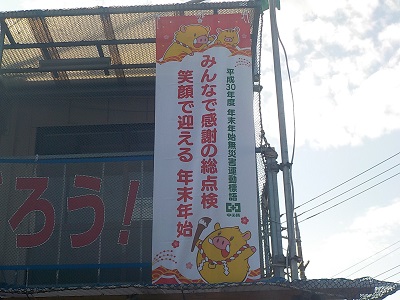 平成30年度 年末年始無災害運動標語
みんなで感謝の総点検
笑顔で迎える 年末年始
ろう!